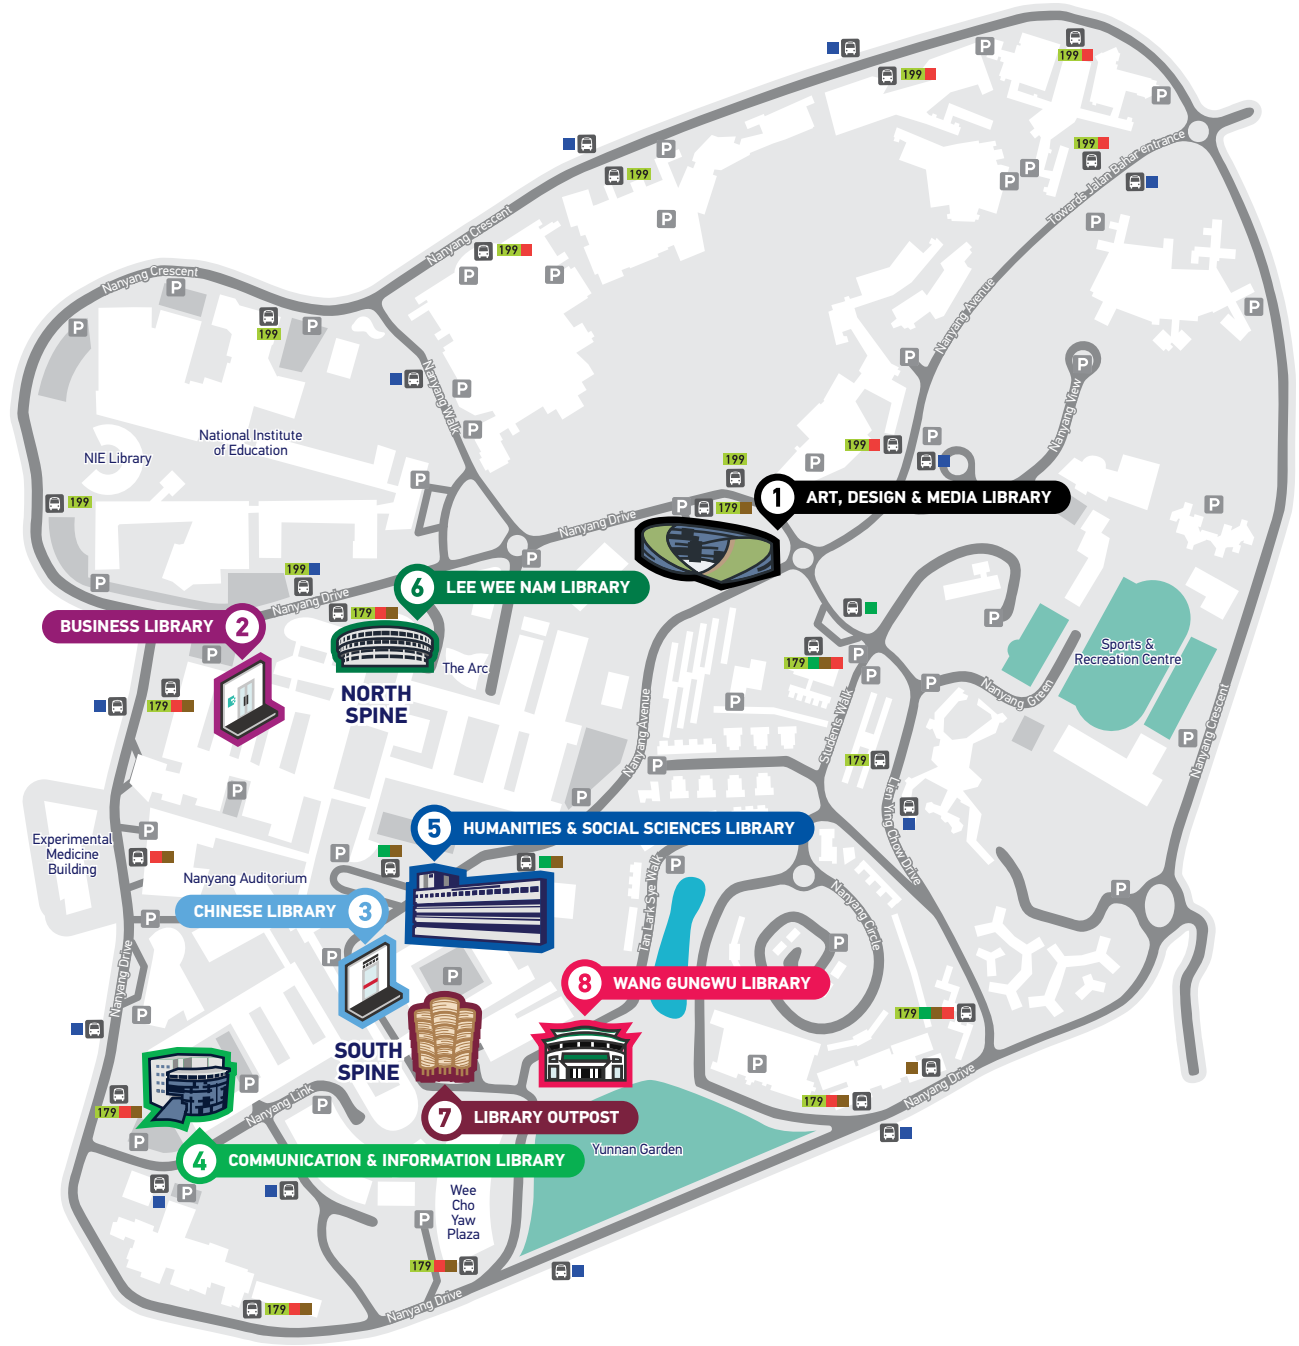 199
199
P
P
199
Towards Jalan Bahar entrance
P
199
P
P
P
P
Nanyang Crescent
199
P
P
Nanyang Crescent
P
199
P
P
P
Nanyang Avenue
P
P
Nanyang View
Nanyang Walk
P
P
National Institute
of Education
NIE Library
199
P
P
199
P
P
199
P
179
1
ART, DESIGN & MEDIA LIBRARY
P
Nanyang Drive
P
199
P
Nanyang Drive
6
LEE WEE NAM LIBRARY
179
BUSINESS LIBRARY
2
P
The Arc
NORTH
SPINE
179
179
P
P
P
P
P
Sports &
Recreation Centre
Nanyang Green
Nanyang Avenue
Students Walk
Nanyang Crescent
P
P
179
P
P
P
Lien Ying Chow Drive
5
HUMANITIES & SOCIAL SCIENCES LIBRARY
Experimental
Medicine
Building
P
P
Nanyang Auditorium
P
P
CHINESE LIBRARY
3
P
Tan Lark Sye Walk
Nanyang Circle
P
P
P
P
Nanyang Drive
8
WANG GUNGWU LIBRARY
P
179
SOUTH
SPINE
P
P
Nanyang Drive
179
P
Nanyang Link
P
7
LIBRARY OUTPOST
179
P
Yunnan Garden
4
COMMUNICATION & INFORMATION LIBRARY
P
Wee
Cho
Yaw
Plaza
P
179
Nanyang Drive
179